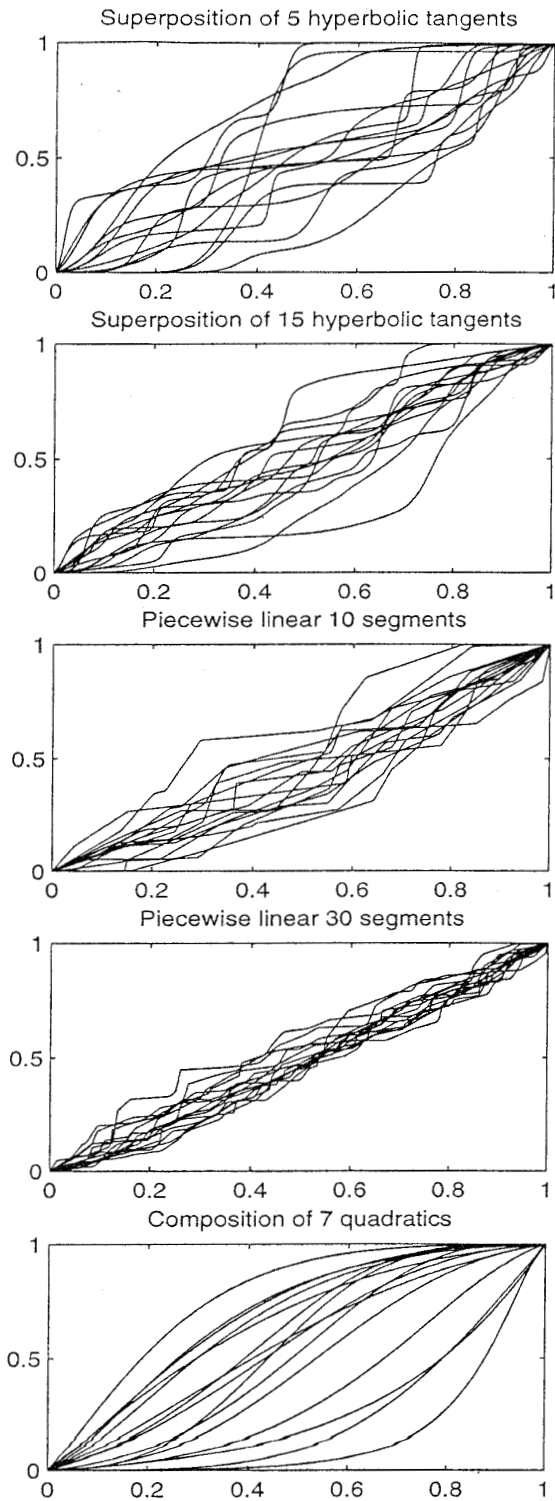 Superposition of 5 hyperbolic tangents
1
0.5
0
0 0.2 0.4 0.6 0.8 1
Superposition of 15 hyperbolic tangents
1
0.5
0
0 0.2 0.4 0.6 0.8 1
Piecewise linear 10 segments
1
0.5
0
0 0.2 0.4 0.6 0.8 1
Piecewise linear 30 segments
1
0.5
0
0 0.2 0.4 0.6 0.8 1
Composition of 7 quadratics
1
0.5
0
0 0.2 0.4 0.6 0.8 1